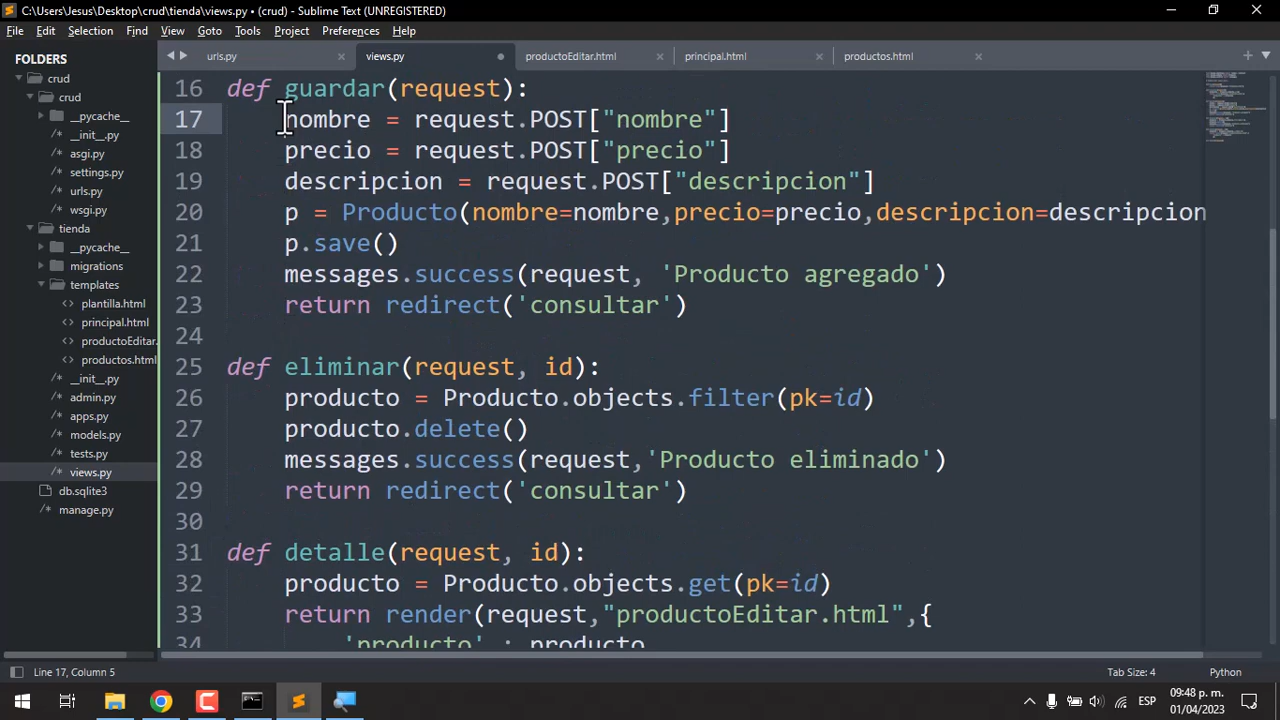 C:\Users\Jesus\Desktop\crud\tienda\views.py • (crud) - Sublime Text (UNREGISTERED)
File Edit Selection Find View Goto Tools Project Preferences Help
FOLDERS
crud
crud
__pycache__
__init__.py
asgi.py
settings.py
urls.py
wsgi.py
tienda
__pycache__
migrations
templates
plantilla.html
principal.html
productoEditar.
productos.html
__init__.py
admin.py
apps.py
models.py
tests.py
views.py
db.sqlite3
manage.py
urls.py views.py productoEditar.html principal.html productos.html
16 def guardar(request):
17 nombre = request.POST["nombre"]
18 precio = request.POST["precio"]
19 descripcion = request.POST["descripcion"]
20 p = Producto(nombre=nombre,precio=precio,descripcion=descripcion
21 p.save()
22 messages.success(request, 'Producto agregado')
23 return redirect('consultar')
24
25 def eliminar(request, id):
26 producto = Producto.objects.filter(pk=id)
27 producto.delete()
28 messages.success(request,'Producto eliminado')
29 return redirect('consultar')
30
31 def detalle(request, id):
32 producto = Producto.objects.get(pk=id)
33 return render(request,"productoEditar.html",{
34 'producto' : producto
Line 17, Column 5 Tab Size: 4 Python
ESP
09:48 p. m.
01/04/2023